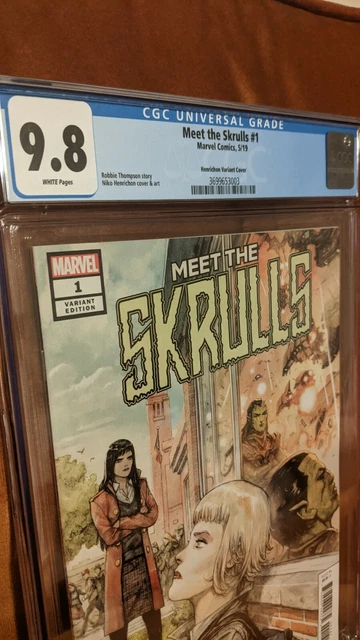 CGC UNIVERSAL GRADE
9.8
WHITE Pages
Meet the Skrulls #1
Marvel Comics, 5/19
Henrichon Variant Cover
Robbie Thompson story
Niko Henrichon cover & art
3699653003
MARVEL
1
VARIANT
EDITION
MEET THE
SKRULLS